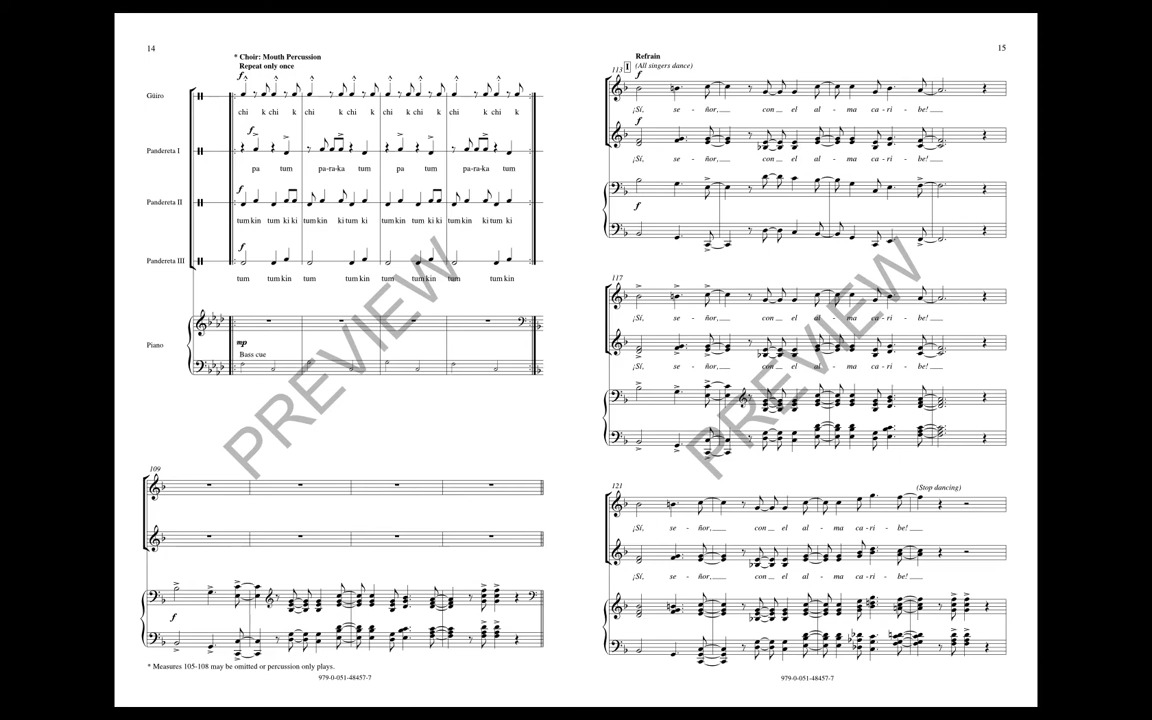 14
* Choir: Mouth Percussion
Repeat only once
f
Güiro
chi k chi k chi k chi k chi k chi k chi k chi k
f
Pandereta I
pa tum pa-ra-ka tum pa tum pa-ra-ka tum
f
Pandereta II
tum kin tum ki ki tum kin ki tum ki tum kin tum ki ki tum kin ki tum ki
f
Pandereta III
tum tum kin tum tum kin tum tum kin tum tum kin
Piano
mp
Bass cue
109
f
* Measures 105-108 may be omitted or percussion only plays.
979-0-051-48457-7
PREVIEW
15
Refrain
113 I (All singers dance)
f
¡Sí, se - ñor, con el al - ma ca - ri - be!
f
¡Sí, se - ñor, con el al - ma ca - ri - be!
f
117
¡Sí, se - ñor, con el al - ma ca - ri - be!
¡Sí, se - ñor, con el al - ma ca - ri - be!
121
(Stop dancing)
¡Sí, se - ñor, con el al - ma ca - ri - be!
¡Sí, se - ñor, con el al - ma ca - ri - be!
979-0-051-48457-7
PREVIEW